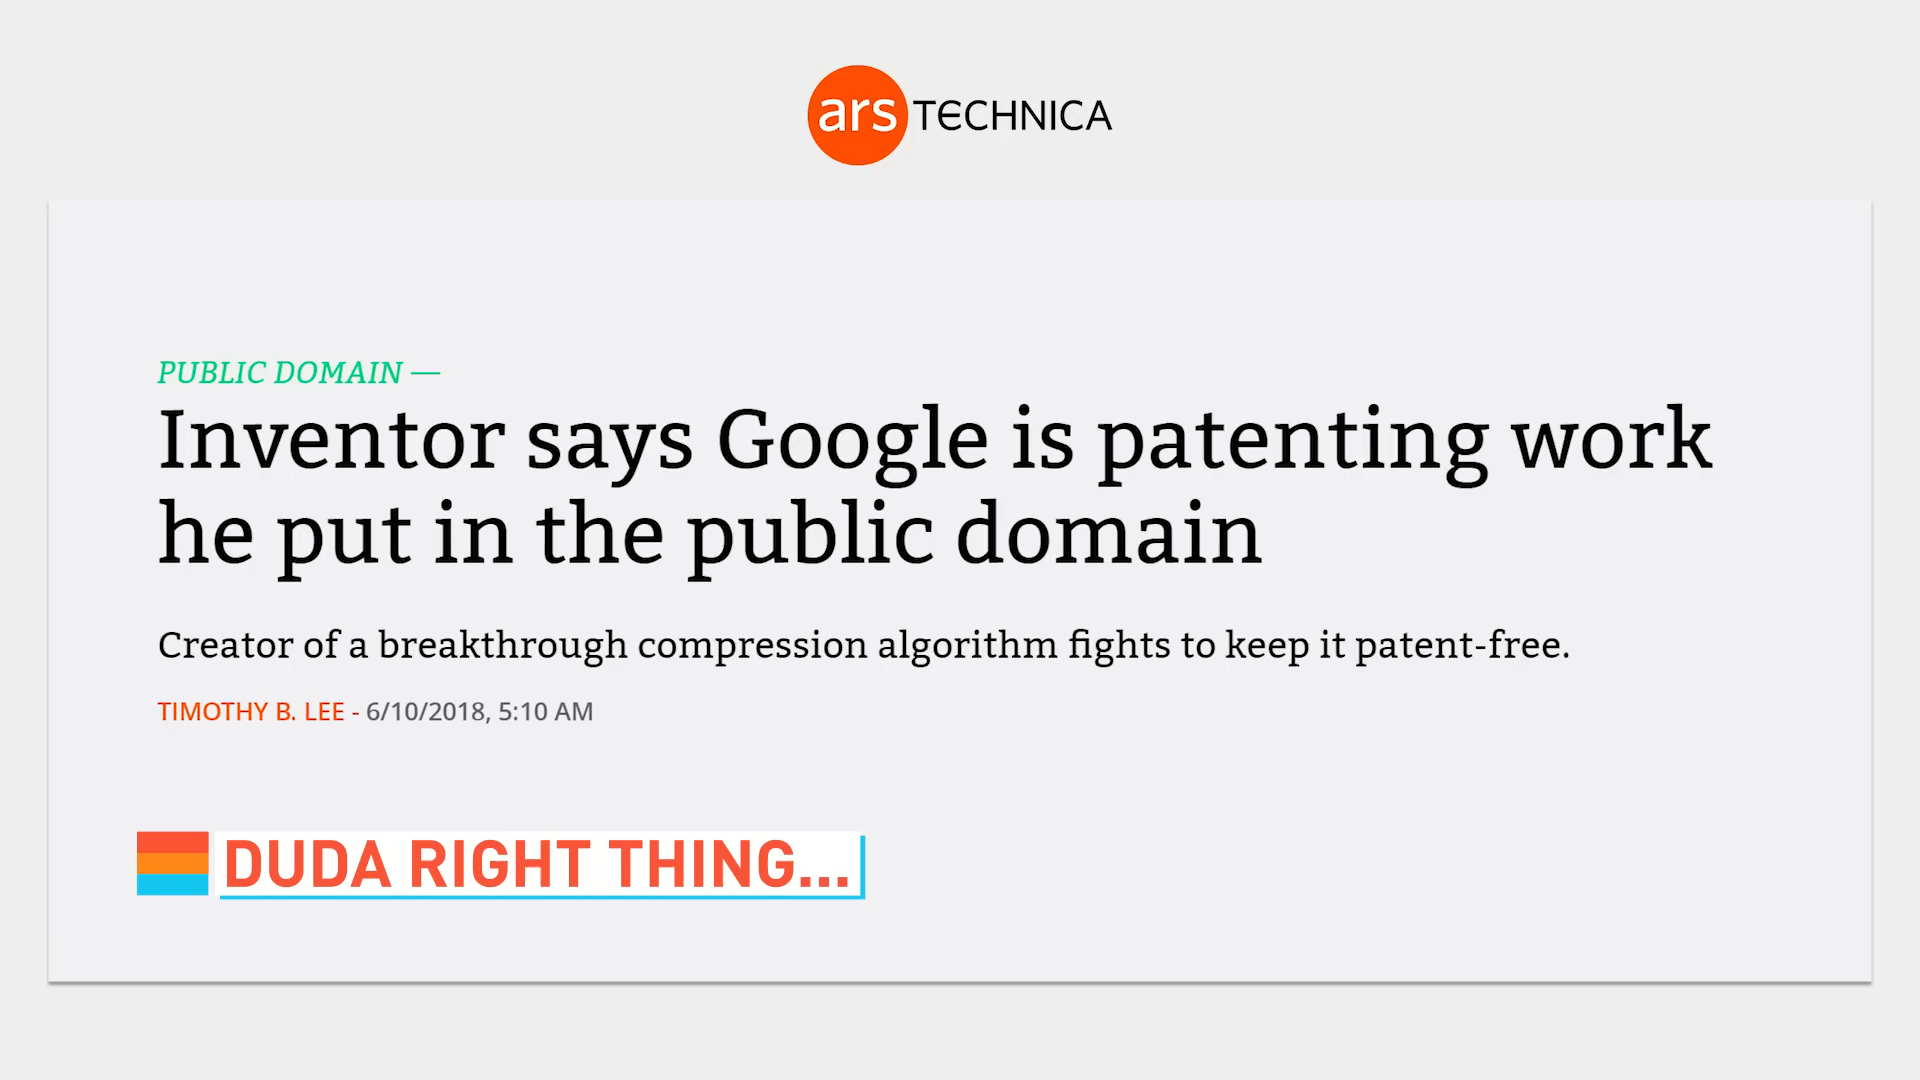 ars TECHNICA
PUBLIC DOMAIN —
Inventor says Google is patenting work
he put in the public domain
Creator of a breakthrough compression algorithm fights to keep it patent-free.
TIMOTHY B. LEE - 6/10/2018, 5:10 AM
DUDA RIGHT THING...